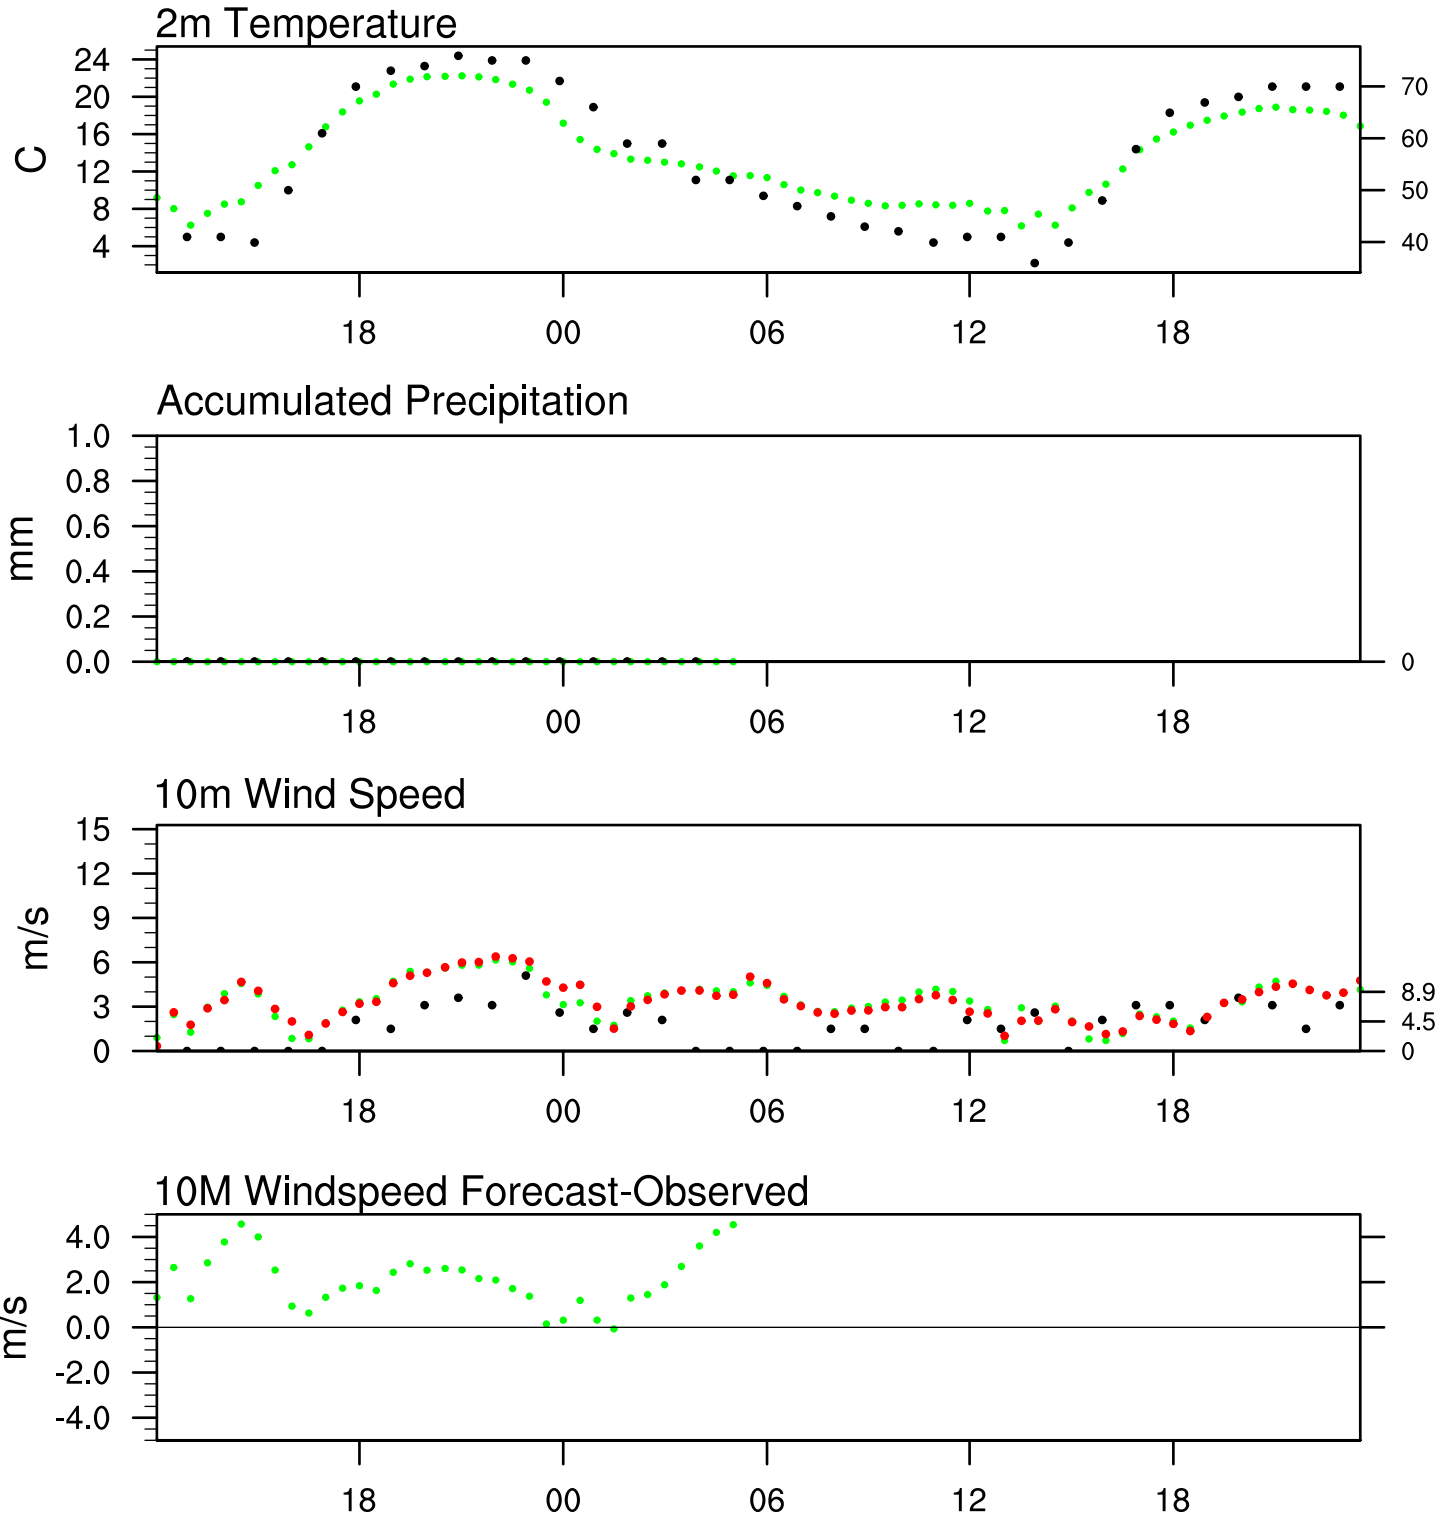 2m Temperature
24
20
16
12
8
4
C
70
60
50
40
18 00 06 12 18
Accumulated Precipitation
1.0
0.8
0.6
0.4
0.2
0.0
mm
0
18 00 06 12 18
10m Wind Speed
15
12
9
6
3
0
m/s
8.9
4.5
0
18 00 06 12 18
10M Windspeed Forecast-Observed
4.0
2.0
0.0
-2.0
-4.0
m/s
18 00 06 12 18